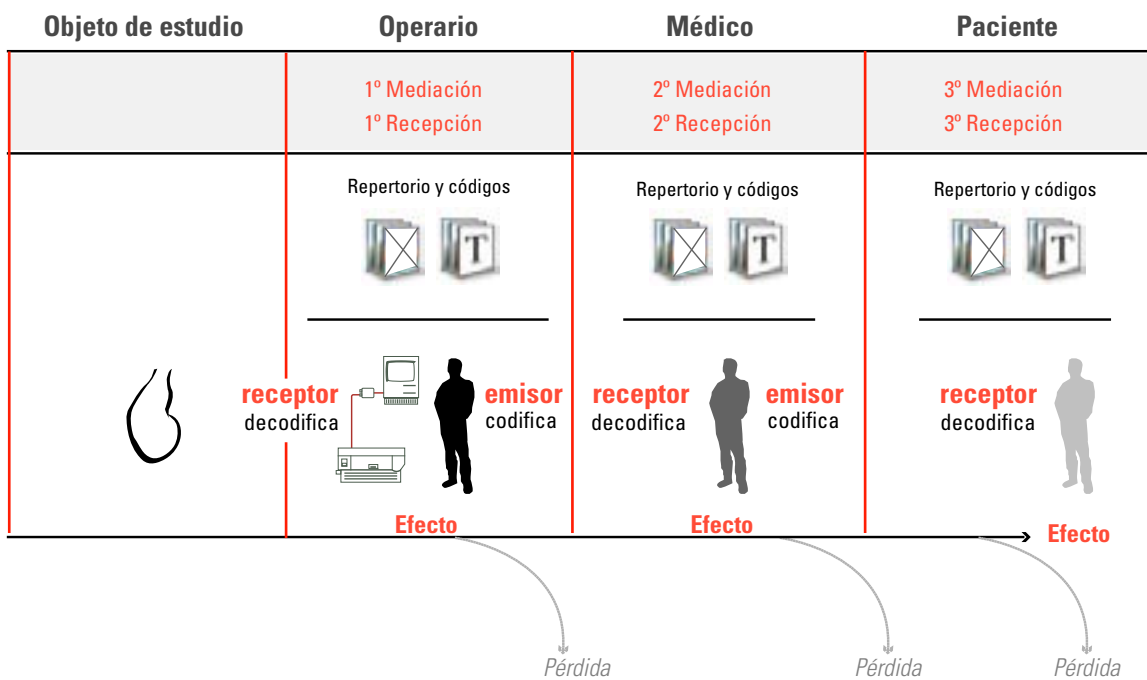 Objeto de estudio
Operario
Médico
Paciente
1º Mediación
1º Recepción
2º Mediación
2º Recepción
3º Mediación
3º Recepción
Repertorio y códigos
Repertorio y códigos
Repertorio y códigos
T
T
T
receptor
decodifica
emisor
codifica
receptor
decodifica
emisor
codifica
receptor
decodifica
Efecto
Efecto
Efecto
Pérdida
Pérdida
Pérdida